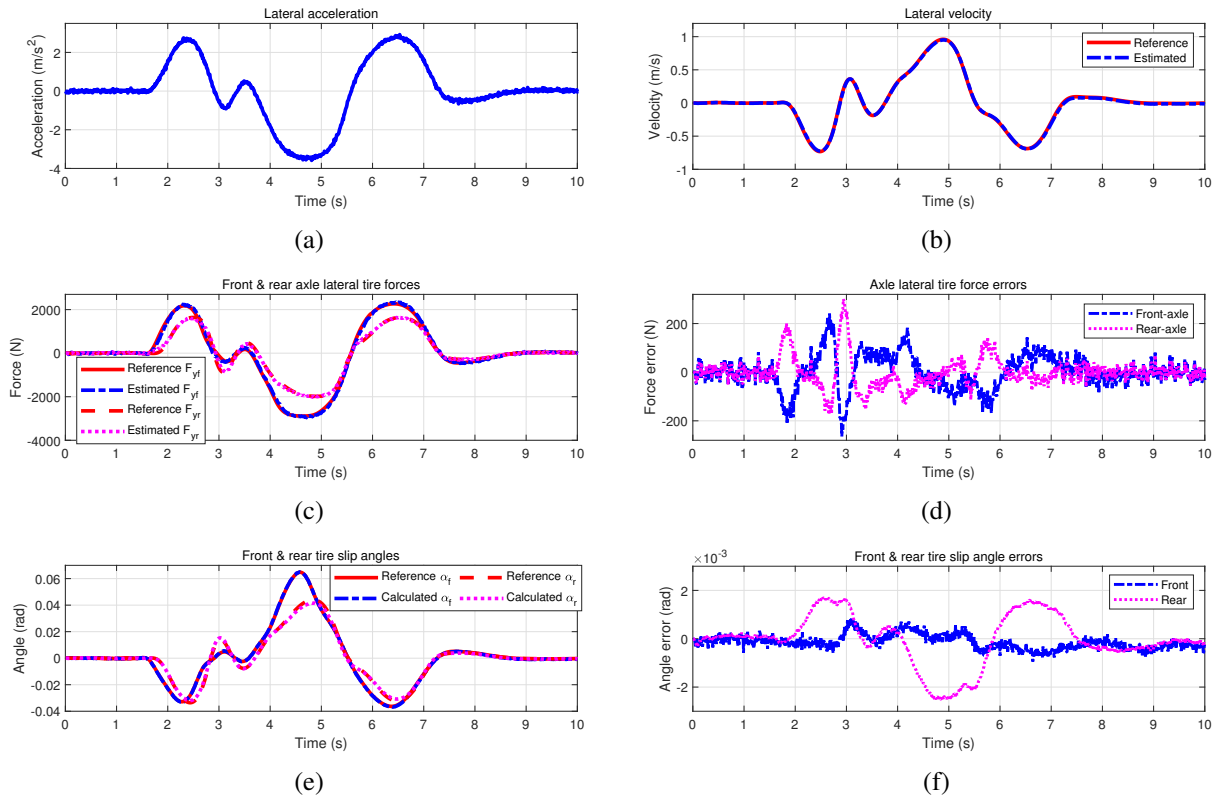 Lateral acceleration
Acceleration (m/s²)
2
0
-2
-4
0 1 2 3 4 5 6 7 8 9 10
Time (s)
(a)
Lateral velocity
Velocity (m/s)
1
0.5
0
-0.5
-1
Reference
Estimated
0 1 2 3 4 5 6 7 8 9 10
Time (s)
(b)
Front & rear axle lateral tire forces
Force (N)
2000
0
-2000
-4000
Reference F_yf
Estimated F_yf
Reference F_yr
Estimated F_yr
0 1 2 3 4 5 6 7 8 9 10
Time (s)
(c)
Axle lateral tire force errors
Force error (N)
200
0
-200
Front-axle
Rear-axle
0 1 2 3 4 5 6 7 8 9 10
Time (s)
(d)
Front & rear tire slip angles
Angle (rad)
0.06
0.04
0.02
0
-0.02
-0.04
Reference α_f Reference α_r
Calculated α_f Calculated α_r
0 1 2 3 4 5 6 7 8 9 10
Time (s)
(e)
Front & rear tire slip angle errors
×10⁻³
Angle error (rad)
2
0
-2
Front
Rear
0 1 2 3 4 5 6 7 8 9 10
Time (s)
(f)